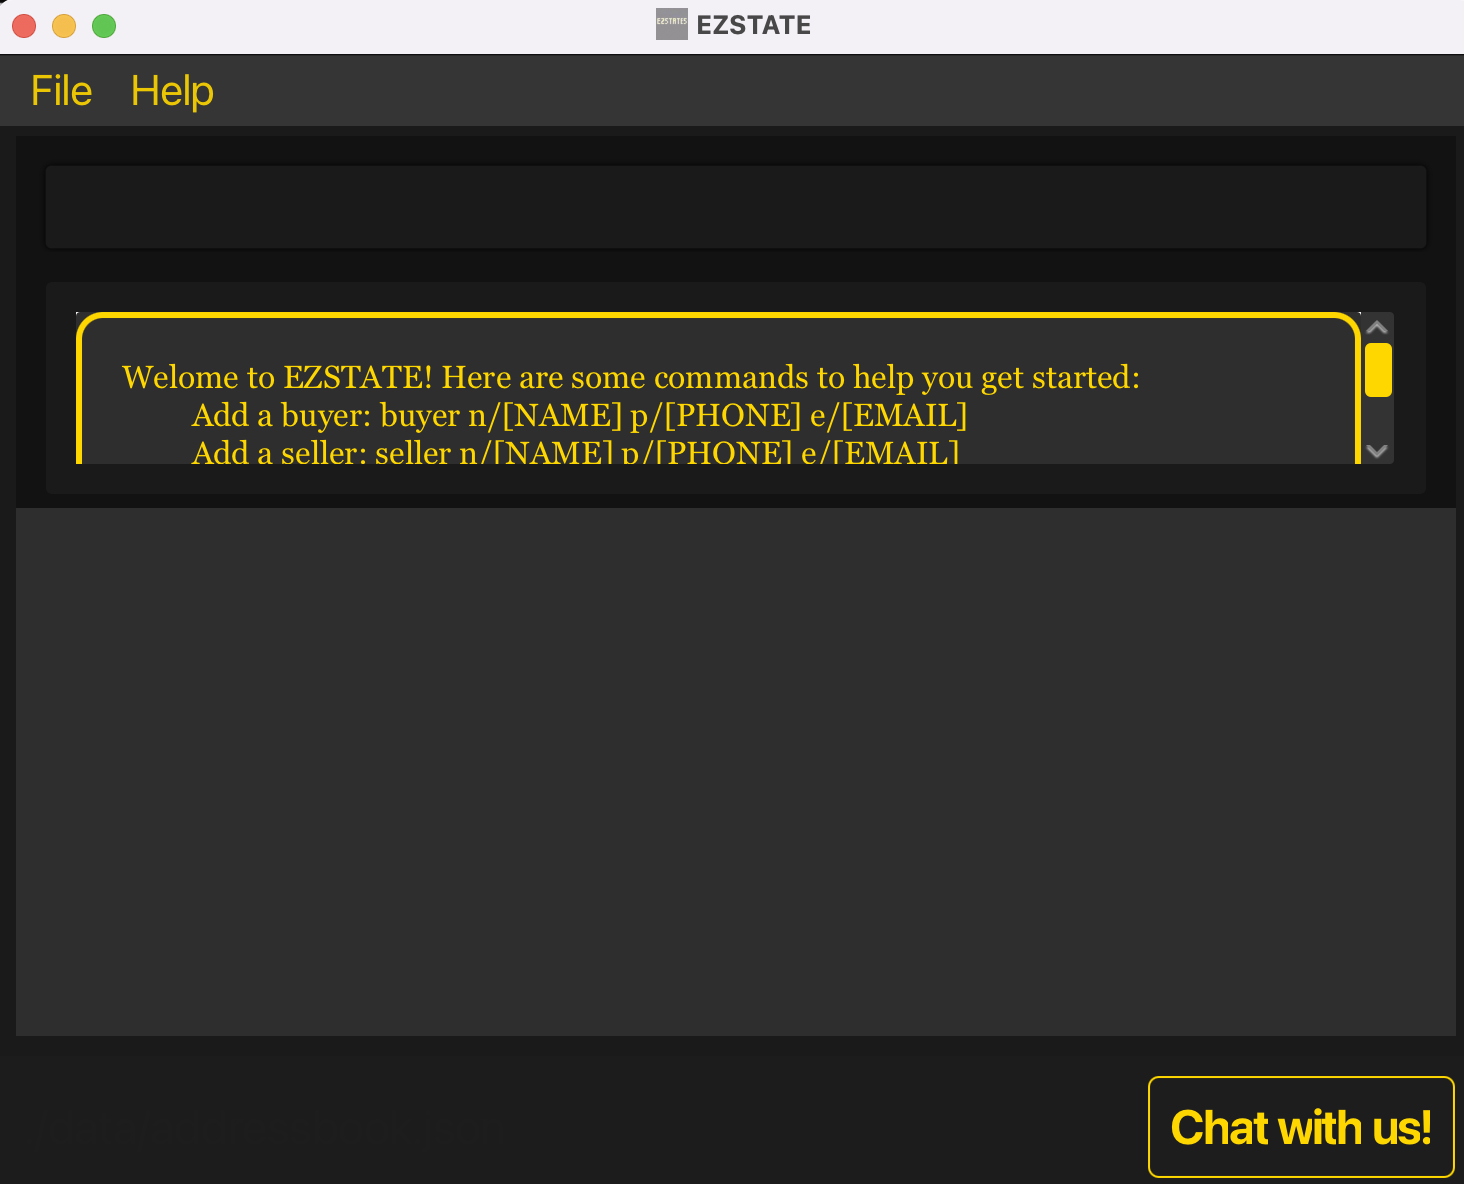 EZSTATES EZSTATE
File Help
Welome to EZSTATE! Here are some commands to help you get started:
Add a buyer: buyer n/[NAME] p/[PHONE] e/[EMAIL]
Add a seller: seller n/[NAME] p/[PHONE] e/[EMAIL]
Chat with us!